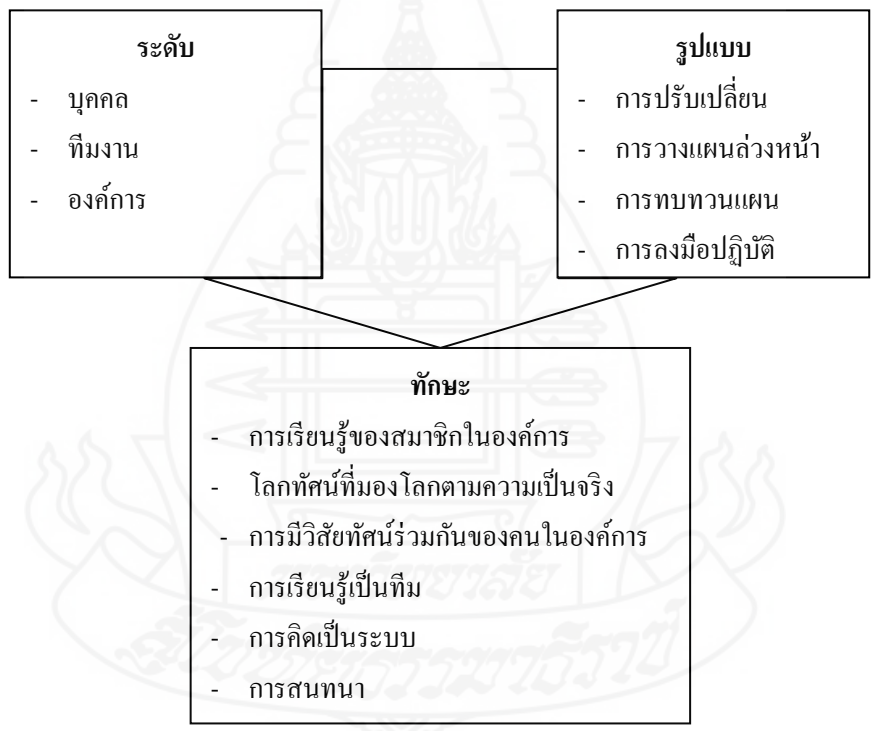 ระดับ
- บุคคล
- ทีมงาน
- องค์การ
รูปแบบ
- การปรับเปลี่ยน
- การวางแผนล่วงหน้า
- การทบทวนแผน
- การลงมือปฏิบัติ
ทักษะ
- การเรียนรู้ของสมาชิกในองค์การ
- โลกทัศน์ที่มองโลกตามความเป็นจริง
- การมีวิสัยทัศน์ร่วมกันของคนในองค์การ
- การเรียนรู้เป็นทีม
- การคิดเป็นระบบ
- การสนทนา